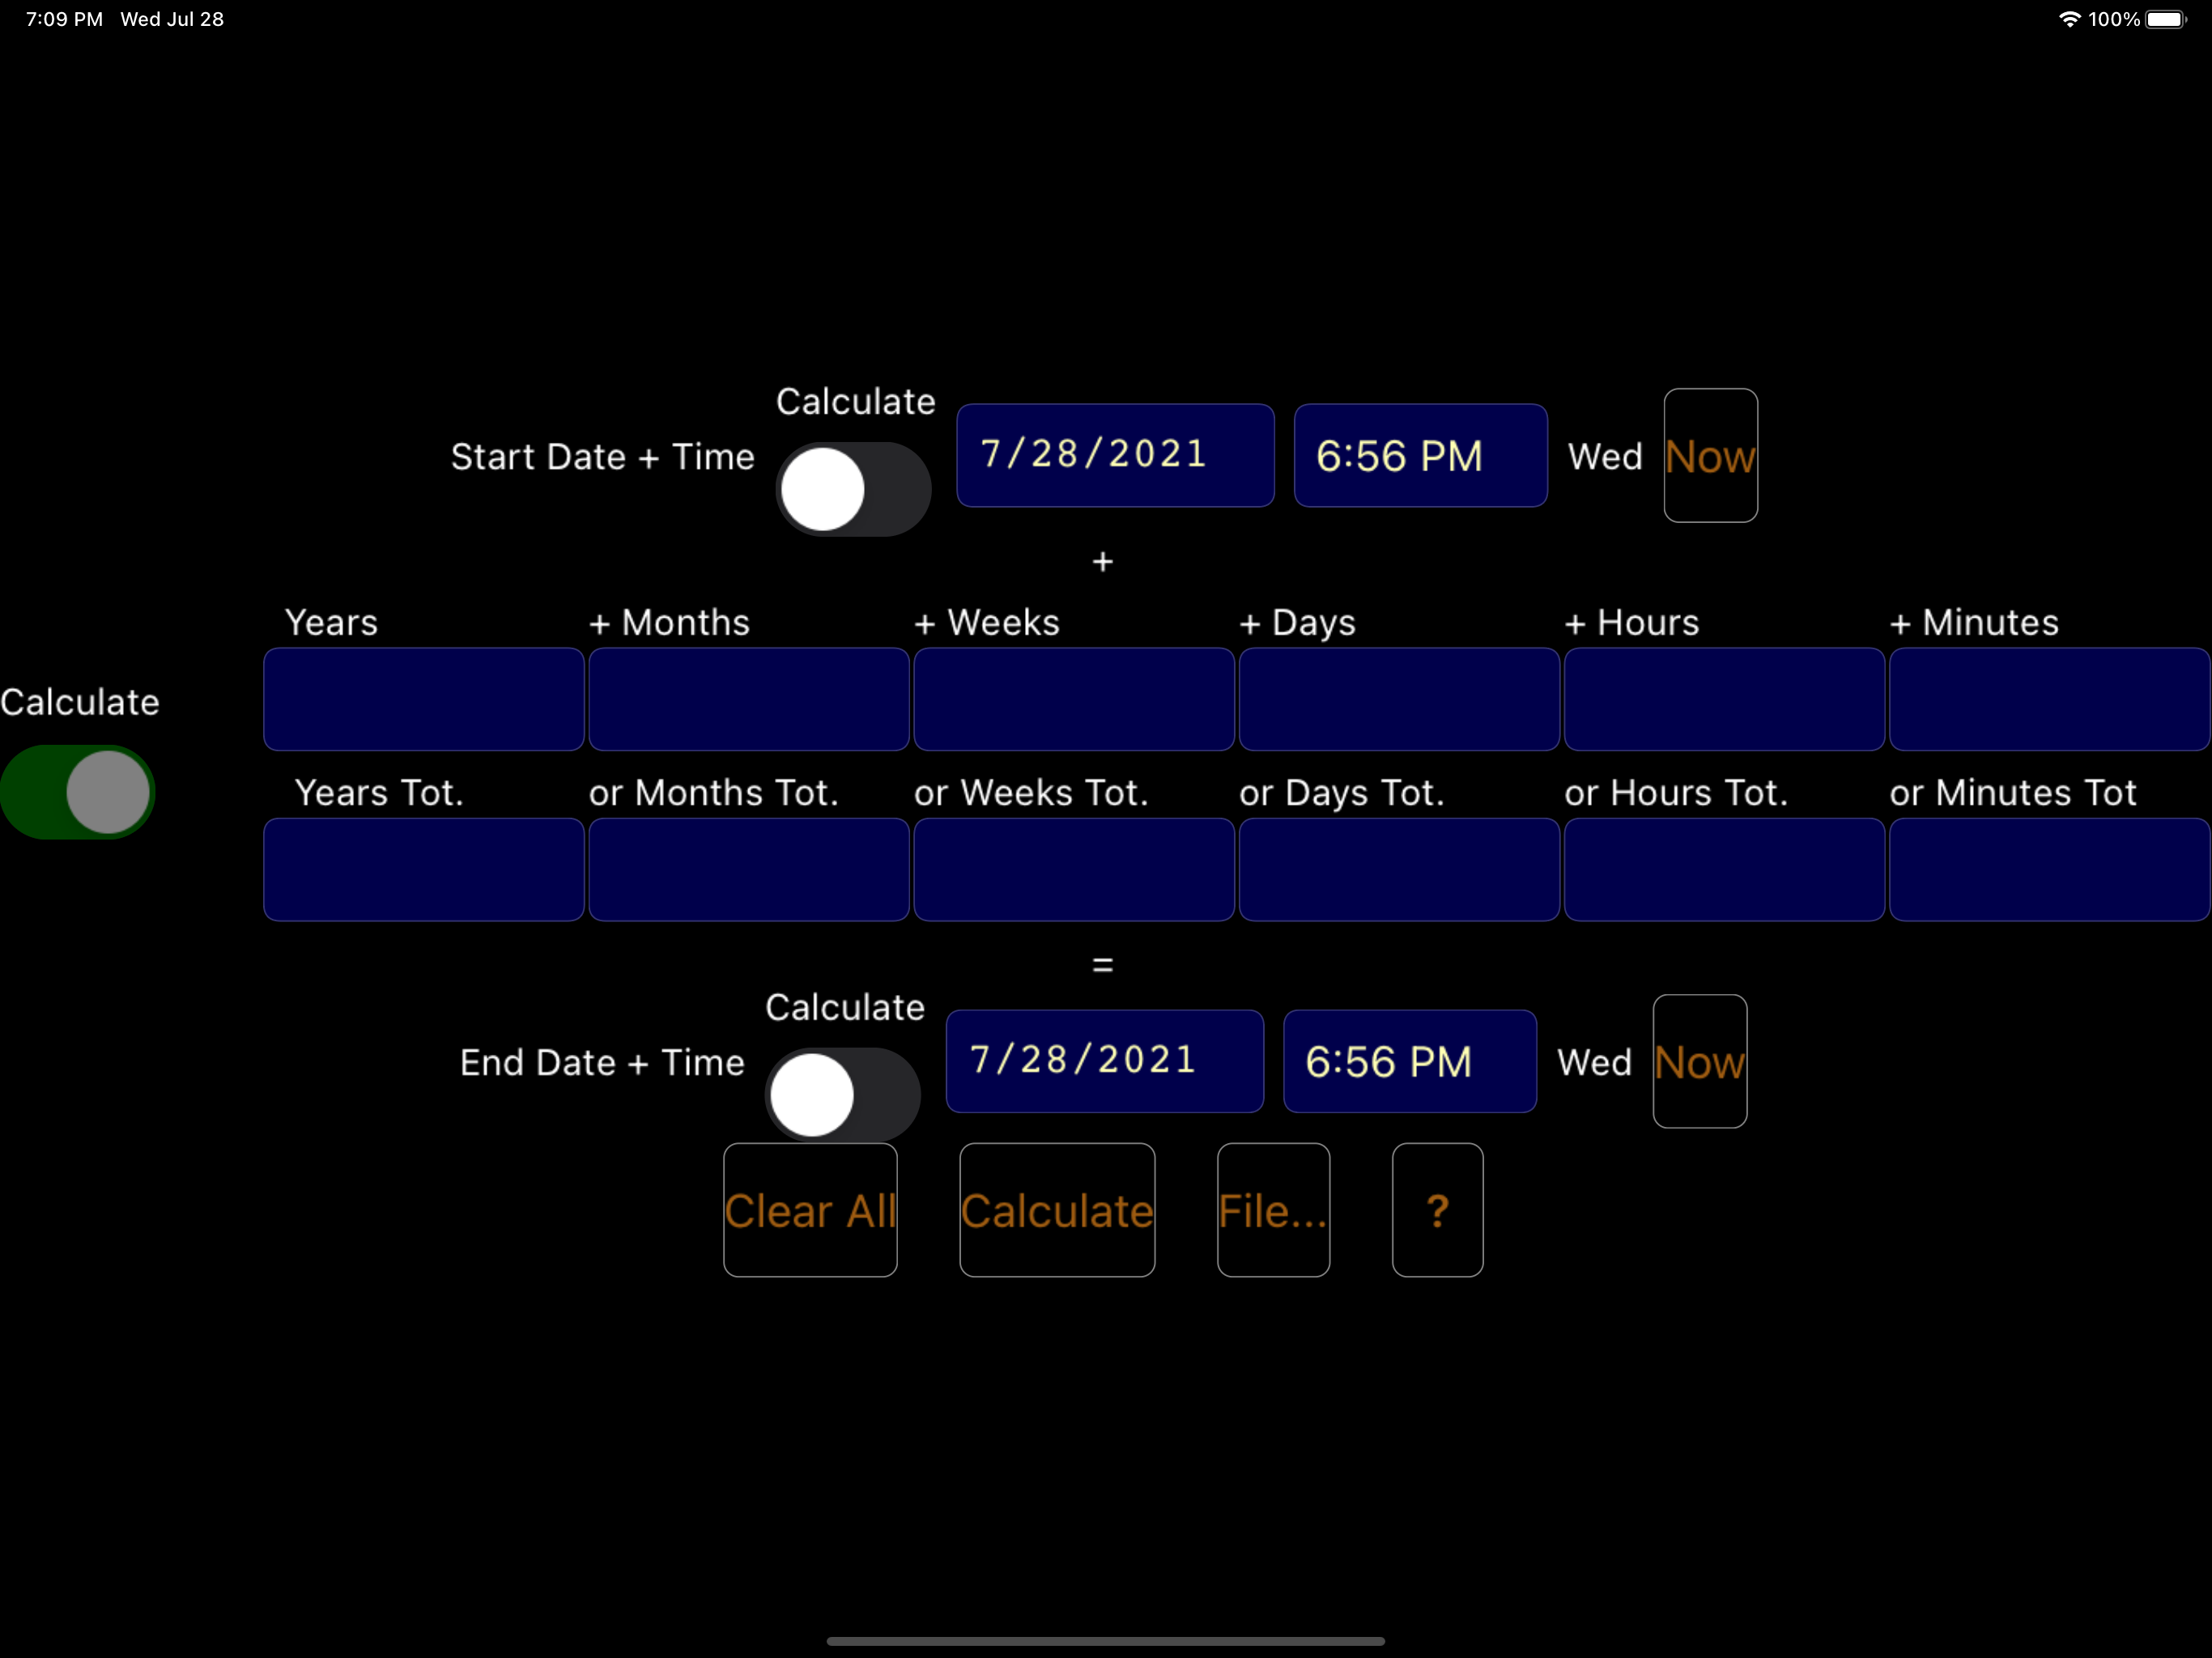 7:09 PM Wed Jul 28 100%
Calculate
Start Date + Time 7/28/2021 6:56 PM Wed Now
+
Years + Months + Weeks + Days + Hours + Minutes
Calculate
Years Tot. or Months Tot. or Weeks Tot. or Days Tot. or Hours Tot. or Minutes Tot
=
Calculate
End Date + Time 7/28/2021 6:56 PM Wed Now
Clear All Calculate File... ?